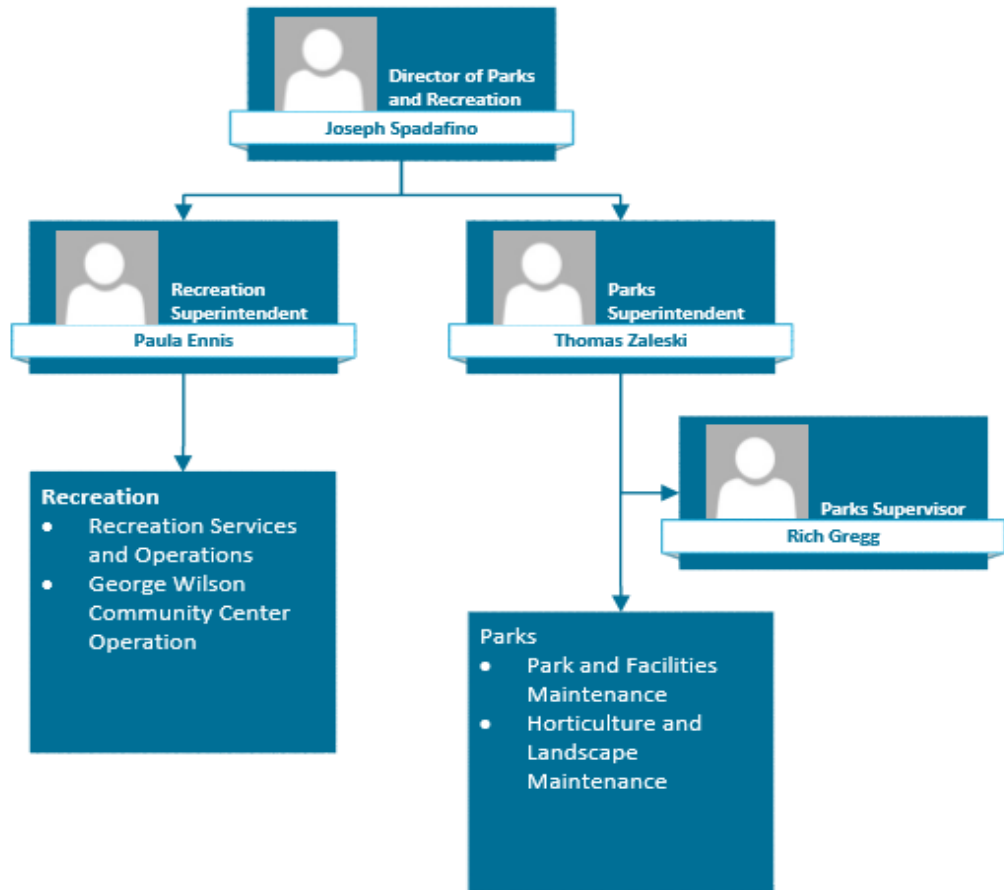 Director of Parks
and Recreation
Joseph Spadafino
Recreation
Superintendent
Paula Ennis
Parks
Superintendent
Thomas Zaleski
Parks Supervisor
Rich Gregg
Recreation
● Recreation Services
and Operations
● George Wilson
Community Center
Operation
Parks
● Park and Facilities
Maintenance
● Horticulture and
Landscape
Maintenance